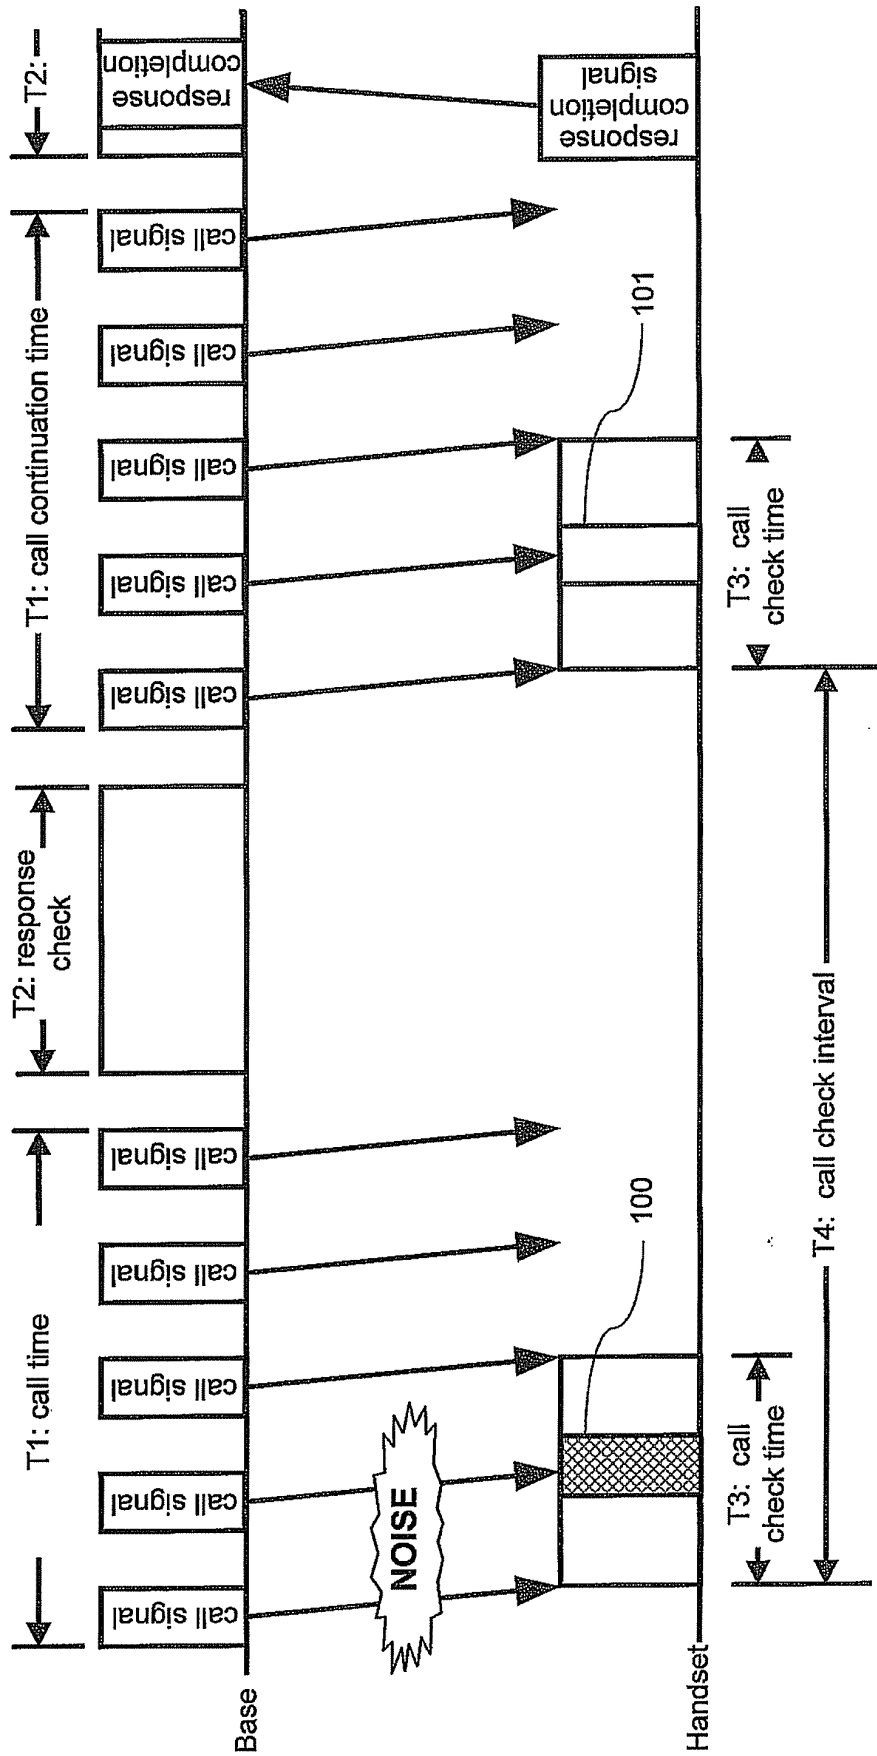 T1: call time
T2: response
check
T1: call continuation time
T2:
call signal
call signal
call signal
call signal
call signal
call signal
call signal
call signal
call signal
call signal
response
completion
Base
NOISE
100
101
response
completion
signal
Handset
T3: call
check time
T3: call
check time
T4: call check interval